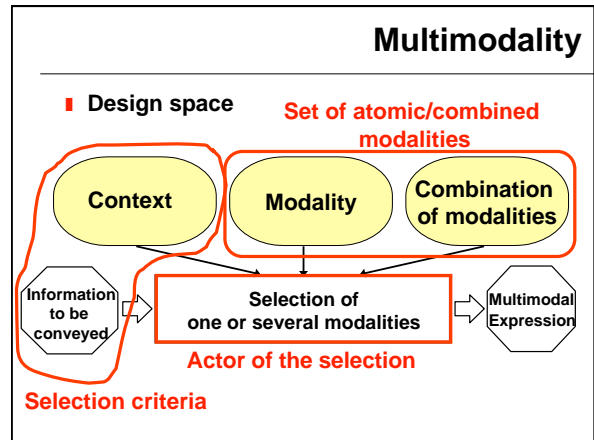 Multimodality
Design space
Set of atomic/combined
modalities
Context
Modality
Combination
of modalities
Information
to be
conveyed
Selection of
one or several modalities
Multimodal
Expression
Actor of the selection
Selection criteria